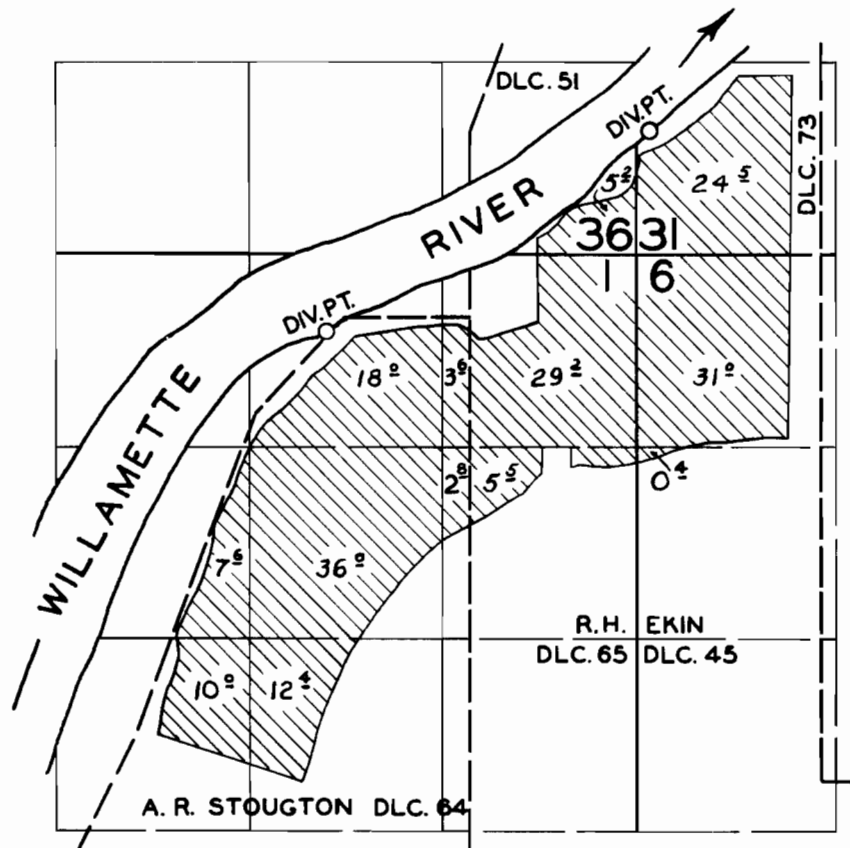 DLC. 51
DIV. PT.
DLC. 73
5 2
24 5
RIVER
36 31
1 6
DIV. PT.
18 0
3 6
29 2
31 0
WILLAMETTE
2 8
5 5
0 4
7 6
36 0
R.H. EKIN
DLC. 65 DLC. 45
10 0
12 4
A. R. STOUGTON DLC. 64